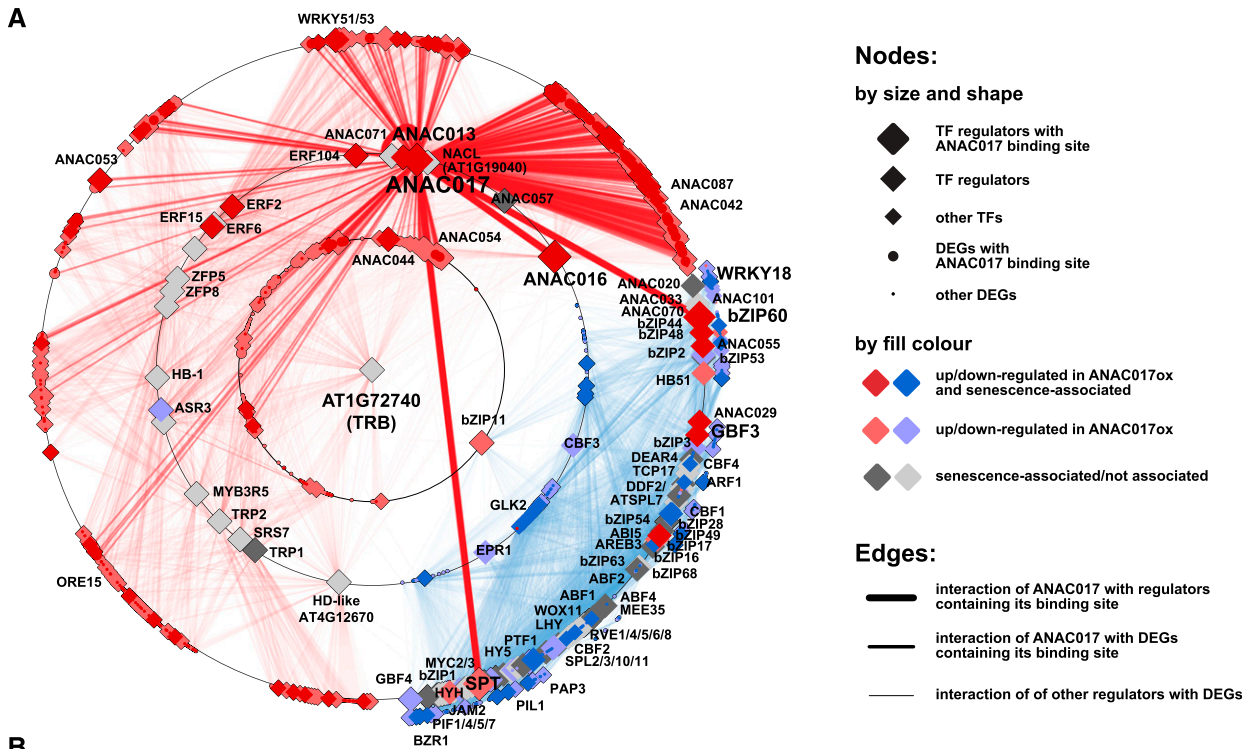 A
WRKY51/53
ANAC071
ANAC013
ERF104
NACL
(AT1G19040)
ANAC017
ANAC053
ANAC087
ANAC042
ANAC057
ERF2
ERF15
ERF6
ANAC054
ANAC044
ANAC016
ZFP5
ZFP8
WRKY18
ANAC020
ANAC033
ANAC101
ANAC070
bZIP60
bZIP44
bZIP48
ANAC055
bZIP2
bZIP53
HB-1
HB51
ASR3
AT1G72740
(TRB)
bZIP11
ANAC029
GBF3
CBF3
bZIP3
DEAR4
CBF4
TCP17
DDF2/
ATSPL7
ARF1
MYB3R5
GLK2
CBF1
TRP2
bZIP54
bZIP28
SRS7
ABI5
bZIP49
AREB3
bZIP17
TRP1
EPR1
bZIP16
bZIP63
bZIP68
ABF2
ORE15
HD-like
AT4G12670
ABF1
ABF4
WOX11
MEE35
LHY
RVE1/4/5/6/8
PTF1
CBF2
HY5
SPL2/3/10/11
MYC2/3
GBF4
bZIP1
SPT
HYH
PAP3
JAM2
PIL1
PIF1/4/5/7
BZR1
Nodes:
by size and shape
TF regulators with
ANAC017 binding site
TF regulators
other TFs
DEGs with
ANAC017 binding site
other DEGs
by fill colour
up/down-regulated in ANAC017ox
and senescence-associated
up/down-regulated in ANAC017ox
senescence-associated/not associated
Edges:
interaction of ANAC017 with regulators
containing its binding site
interaction of ANAC017 with DEGs
containing its binding site
interaction of of other regulators with DEGs
B